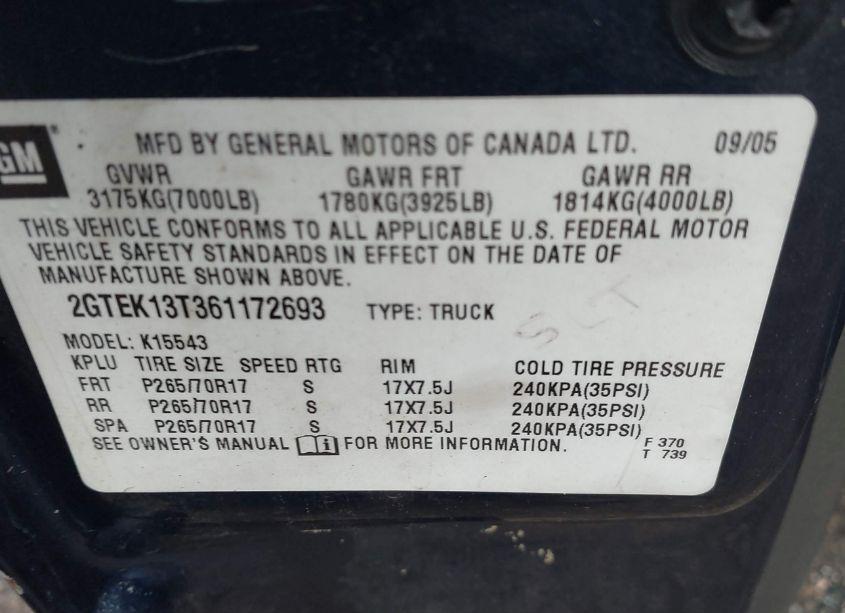 GM®
MFD BY GENERAL MOTORS OF CANADA LTD. 09/05
GVWR GAWR FRT GAWR RR
3175KG(7000LB) 1780KG(3925LB) 1814KG(4000LB)
THIS VEHICLE CONFORMS TO ALL APPLICABLE U.S. FEDERAL MOTOR
VEHICLE SAFETY STANDARDS IN EFFECT ON THE DATE OF
MANUFACTURE SHOWN ABOVE.
2GTEK13T361172693 TYPE: TRUCK
SLT
MODEL: K15543
KPLU TIRE SIZE SPEED RTG RIM COLD TIRE PRESSURE
FRT P265/70R17 S 17X7.5J 240KPA(35PSI)
RR P265/70R17 S 17X7.5J 240KPA(35PSI)
SPA P265/70R17 S 17X7.5J 240KPA(35PSI)
SEE OWNER'S MANUAL i FOR MORE INFORMATION.
F 370
T 739